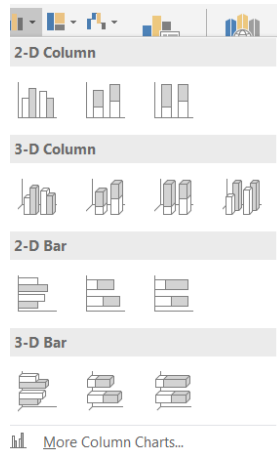 2-D Column
3-D Column
2-D Bar
3-D Bar
More Column Charts...